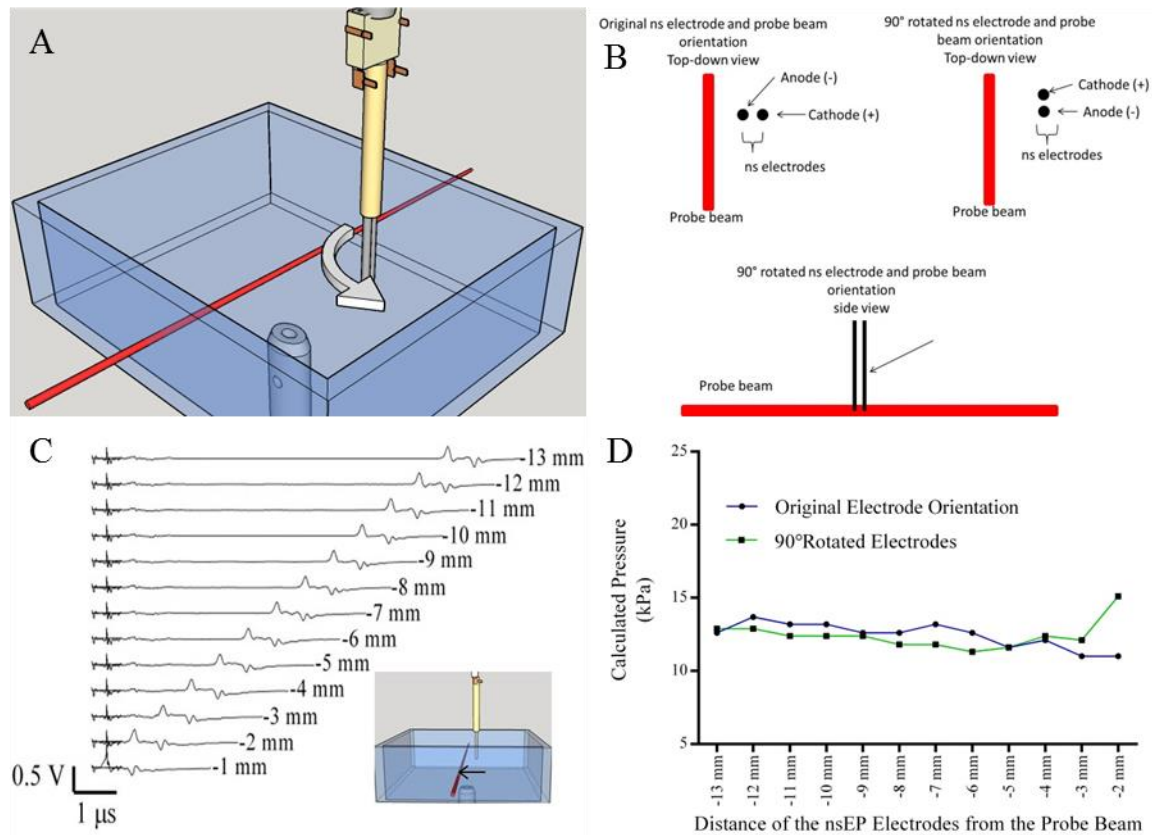 A
B
Original ns electrode and probe beam
orientation
Top-down view
Anode (-)
Cathode (+)
ns electrodes
Probe beam
90° rotated ns electrode and probe
beam orientation
Top-down view
Cathode (+)
Anode (-)
ns electrodes
Probe beam
90° rotated ns electrode and probe beam
orientation
side view
Probe beam
C
-13 mm
-12 mm
-11 mm
-10 mm
-9 mm
-8 mm
-7 mm
-6 mm
-5 mm
-4 mm
-3 mm
-2 mm
-1 mm
0.5 V
1 µs
D
25
20
15
10
5
Calculated Pressure
(kPa)
Original Electrode Orientation
90°Rotated Electrodes
-13 mm
-12 mm
-11 mm
-10 mm
-9 mm
-8 mm
-7 mm
-6 mm
-5 mm
-4 mm
-3 mm
-2 mm
Distance of the nsEP Electrodes from the Probe Beam